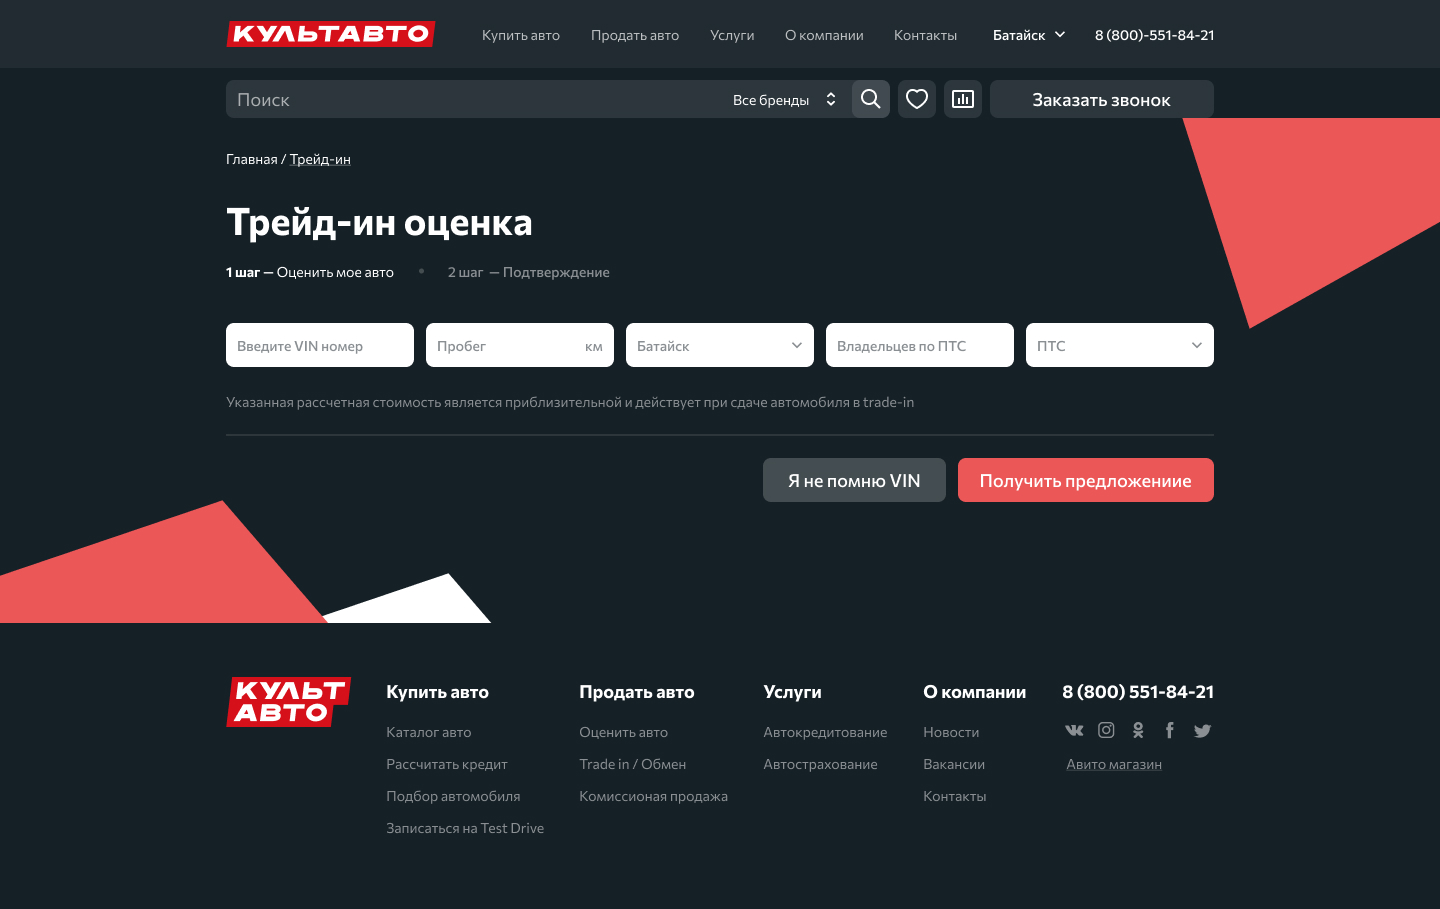 КУЛЬТАВТО
Купить авто Продать авто Услуги О компании Контакты Батайск 8 (800)-551-84-21
Поиск Все бренды Заказать звонок
Главная / Трейд-ин
Трейд-ин оценка
1 шаг — Оценить мое авто • 2 шаг — Подтверждение
Введите VIN номер Пробег км Батайск Владельцев по ПТС ПТС
Указанная рассчетная стоимость является приблизительной и действует при сдаче автомобиля в trade-in
Я не помню VIN Получить предложениие
КУЛЬТ
АВТО
Купить авто
Каталог авто
Рассчитать кредит
Подбор автомобиля
Записаться на Test Drive
Продать авто
Оценить авто
Trade in / Обмен
Комиссионая продажа
Услуги
Автокредитование
Автострахование
О компании
Новости
Вакансии
Контакты
8 (800) 551-84-21
Авито магазин